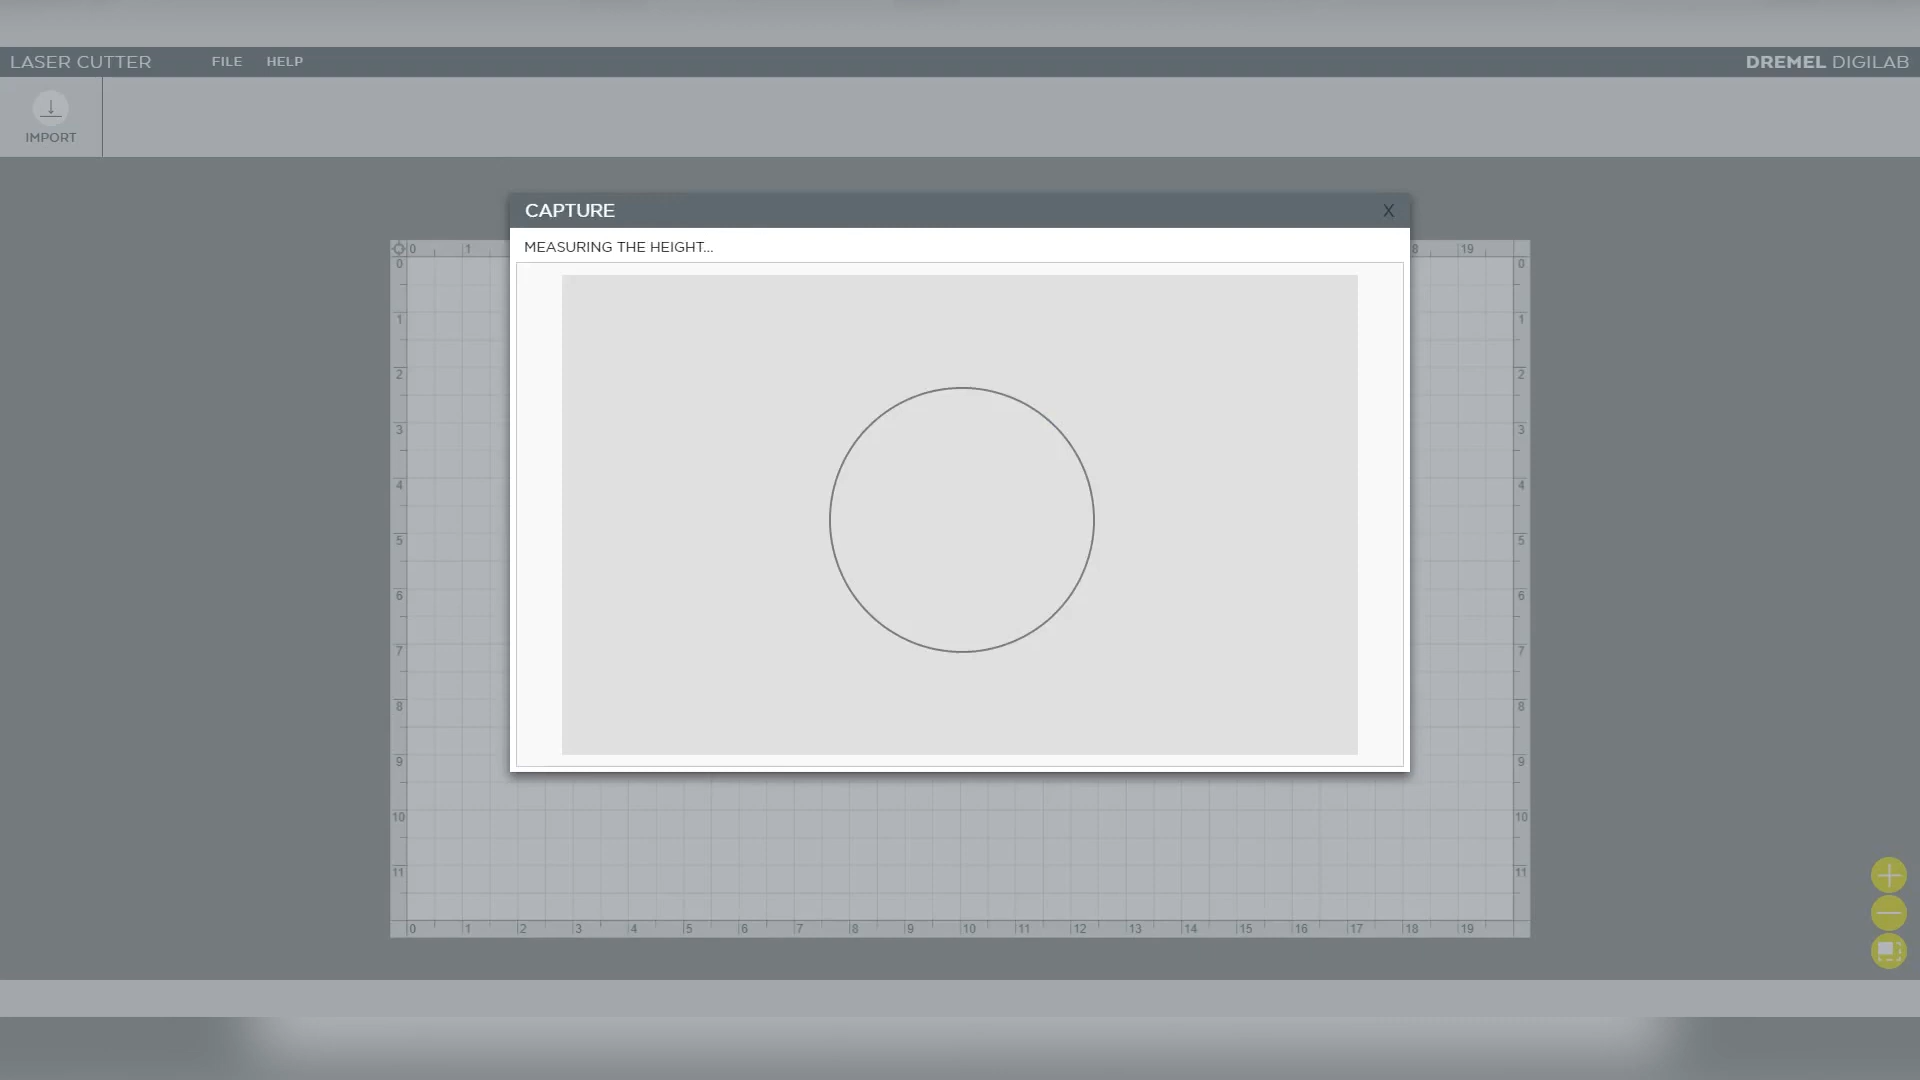 LASER CUTTER FILE HELP DREMEL DIGILAB
IMPORT
CAPTURE X
MEASURING THE HEIGHT...
0 1 8 19
0 0
1 1
2 2
3 3
4 4
5 5
6 6
7 7
8 8
9 9
10 10
11 11
0 1 2 3 4 5 6 7 8 9 10 11 12 13 14 15 16 17 18 19